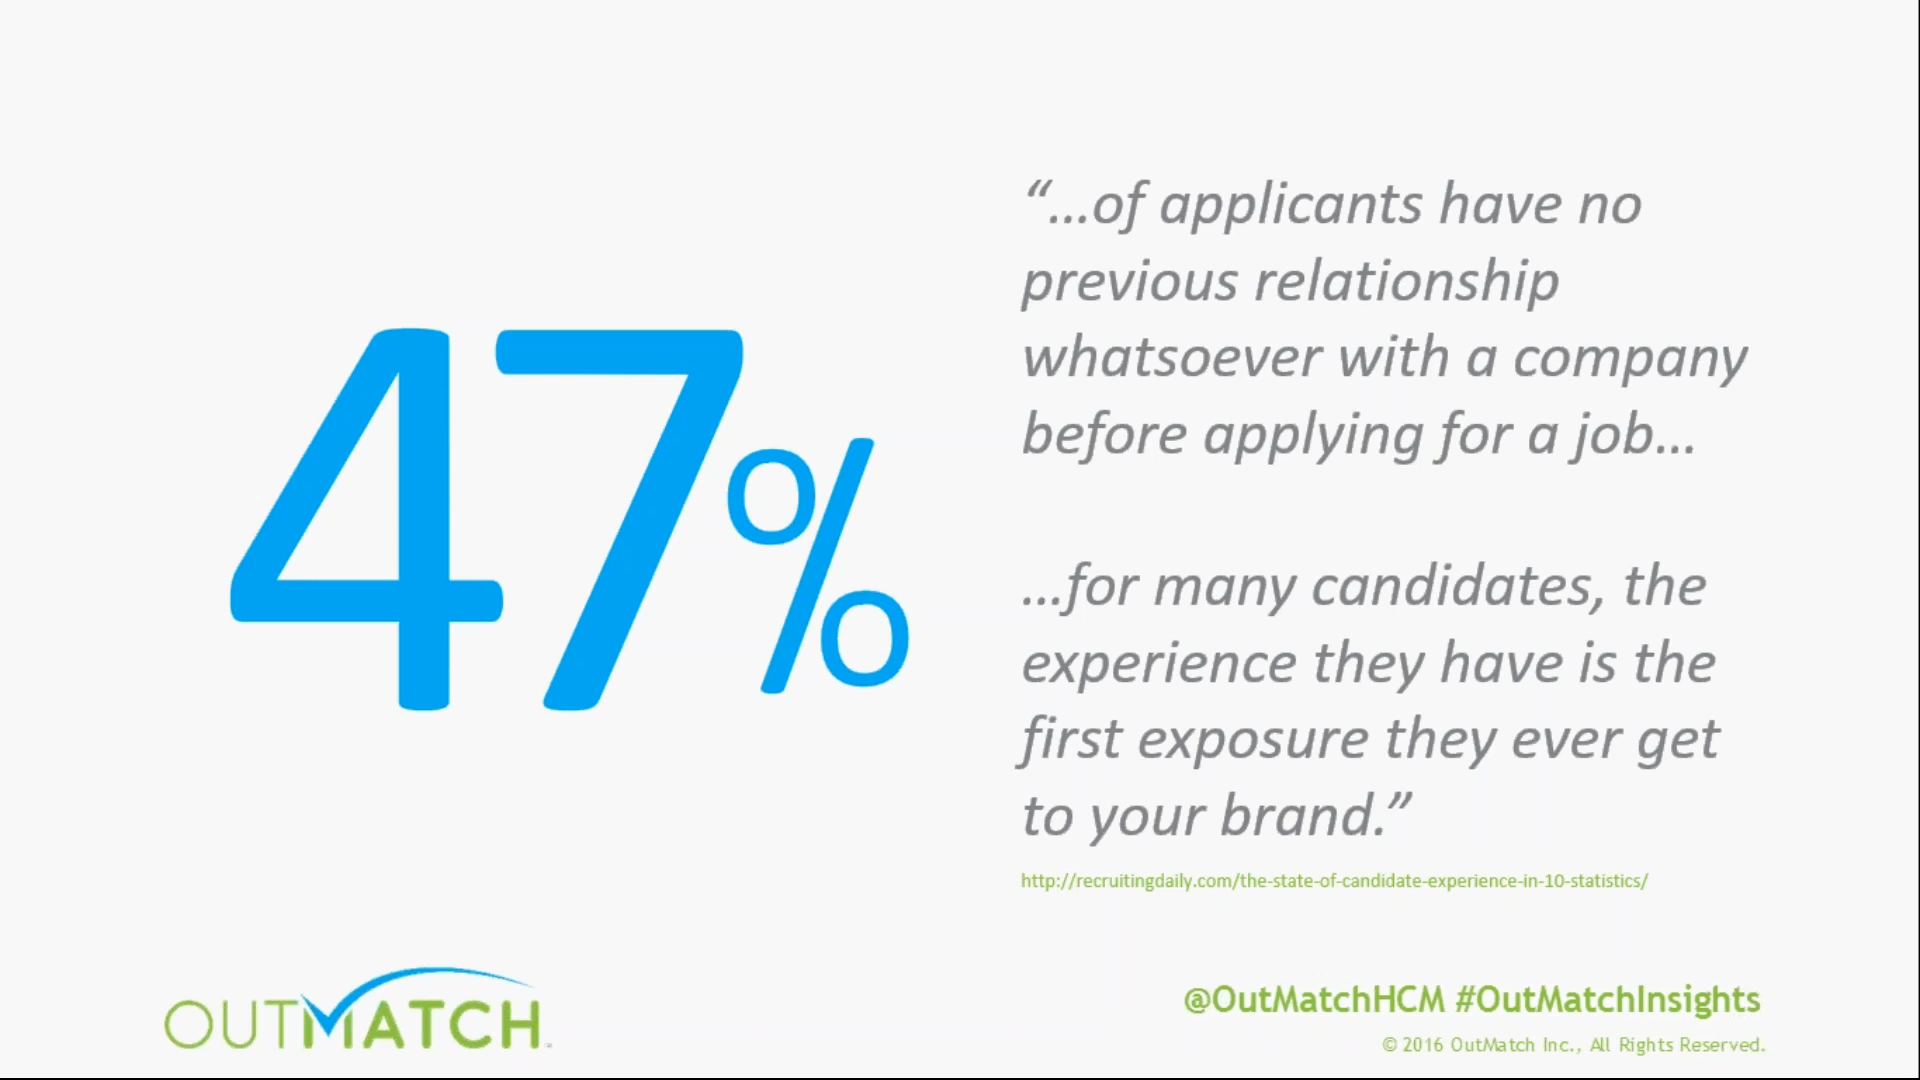 47%
“...of applicants have no
previous relationship
whatsoever with a company
before applying for a job...
...for many candidates, the
experience they have is the
first exposure they ever get
to your brand.”
http://recruitingdaily.com/the-state-of-candidate-experience-in-10-statistics/
OUTMATCH
@OutMatchHCM #OutMatchInsights
© 2016 OutMatch Inc., All Rights Reserved.